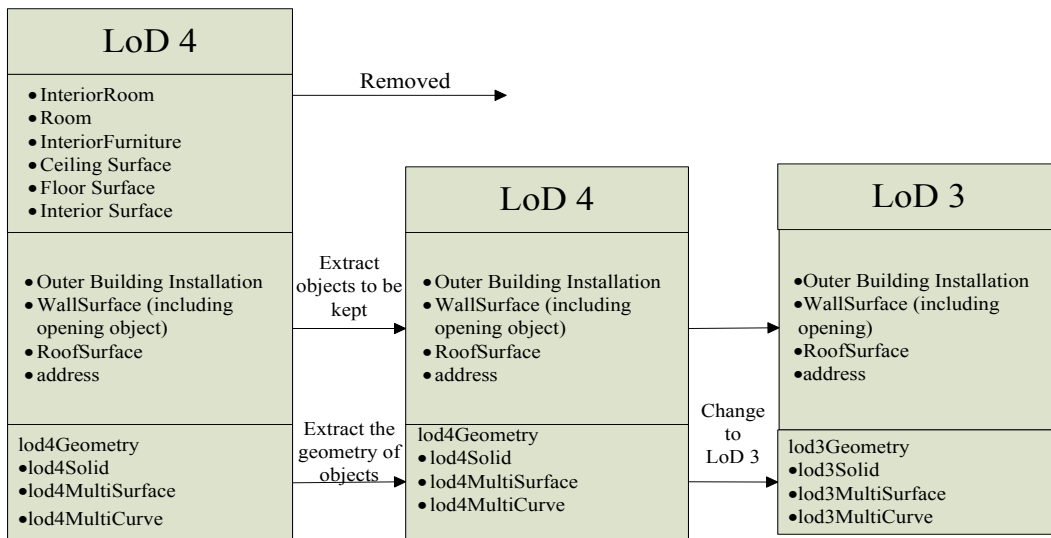 LoD 4
• InteriorRoom
• Room
• InteriorFurniture
• Ceiling Surface
• Floor Surface
• Interior Surface
Removed
• Outer Building Installation
• WallSurface (including
opening object)
• RoofSurface
• address
lod4Geometry
• lod4Solid
• lod4MultiSurface
• lod4MultiCurve
Extract
objects to be
kept
Extract the
geometry of
objects
LoD 4
• Outer Building Installation
• WallSurface (including
opening object)
• RoofSurface
• address
lod4Geometry
• lod4Solid
• lod4MultiSurface
• lod4MultiCurve
Change
to
LoD 3
LoD 3
• Outer Building Installation
• WallSurface (including
opening)
• RoofSurface
• address
lod3Geometry
• lod3Solid
• lod3MultiSurface
• lod3MultiCurve